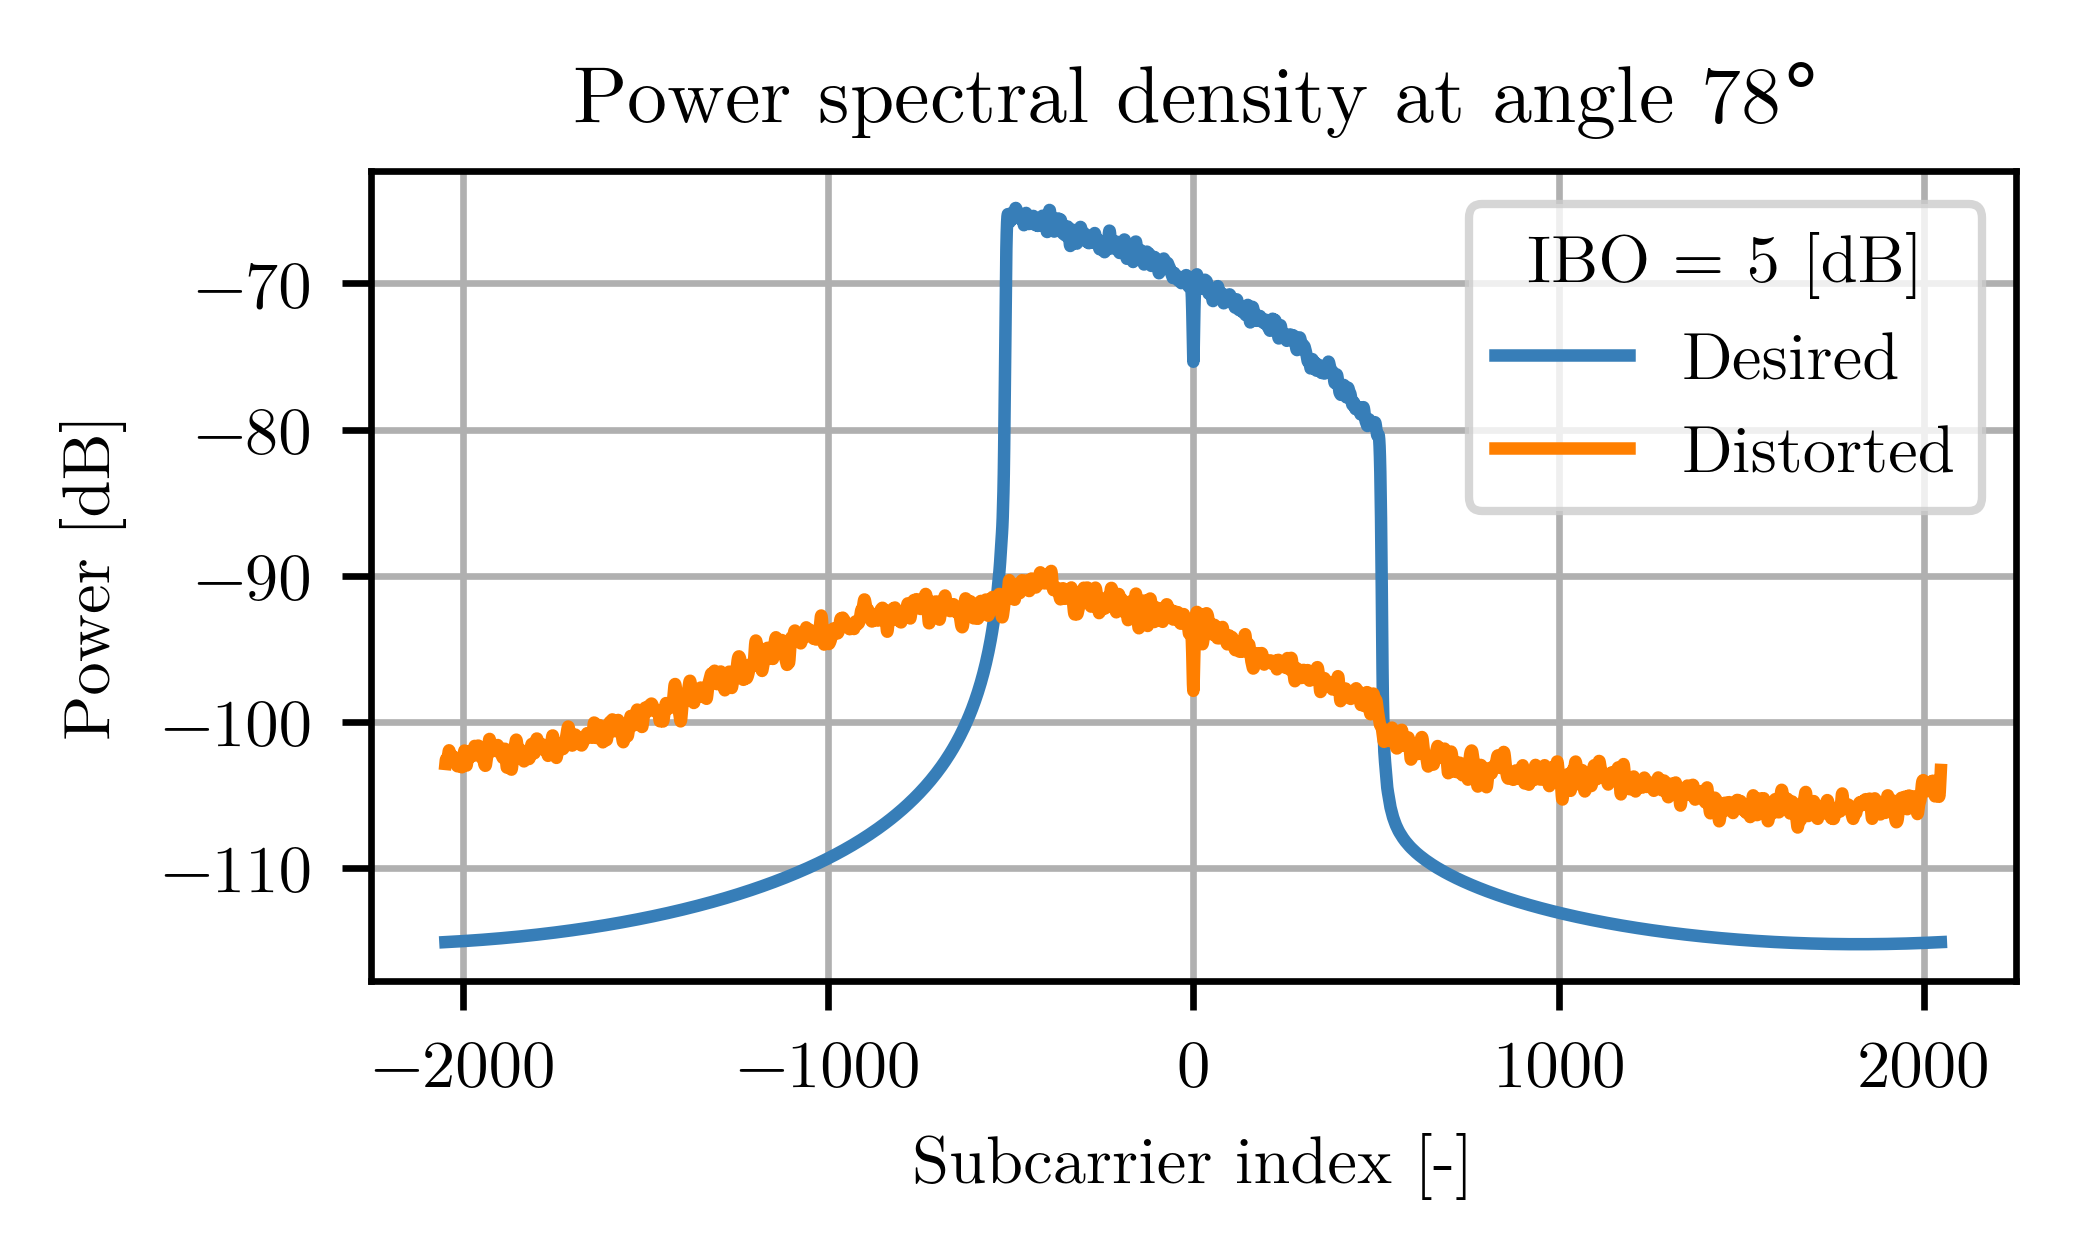 Power spectral density at angle 78°
IBO = 5 [dB]
Desired
Distorted
Power [dB]
−70
−80
−90
−100
−110
−2000
−1000
0
1000
2000
Subcarrier index [-]